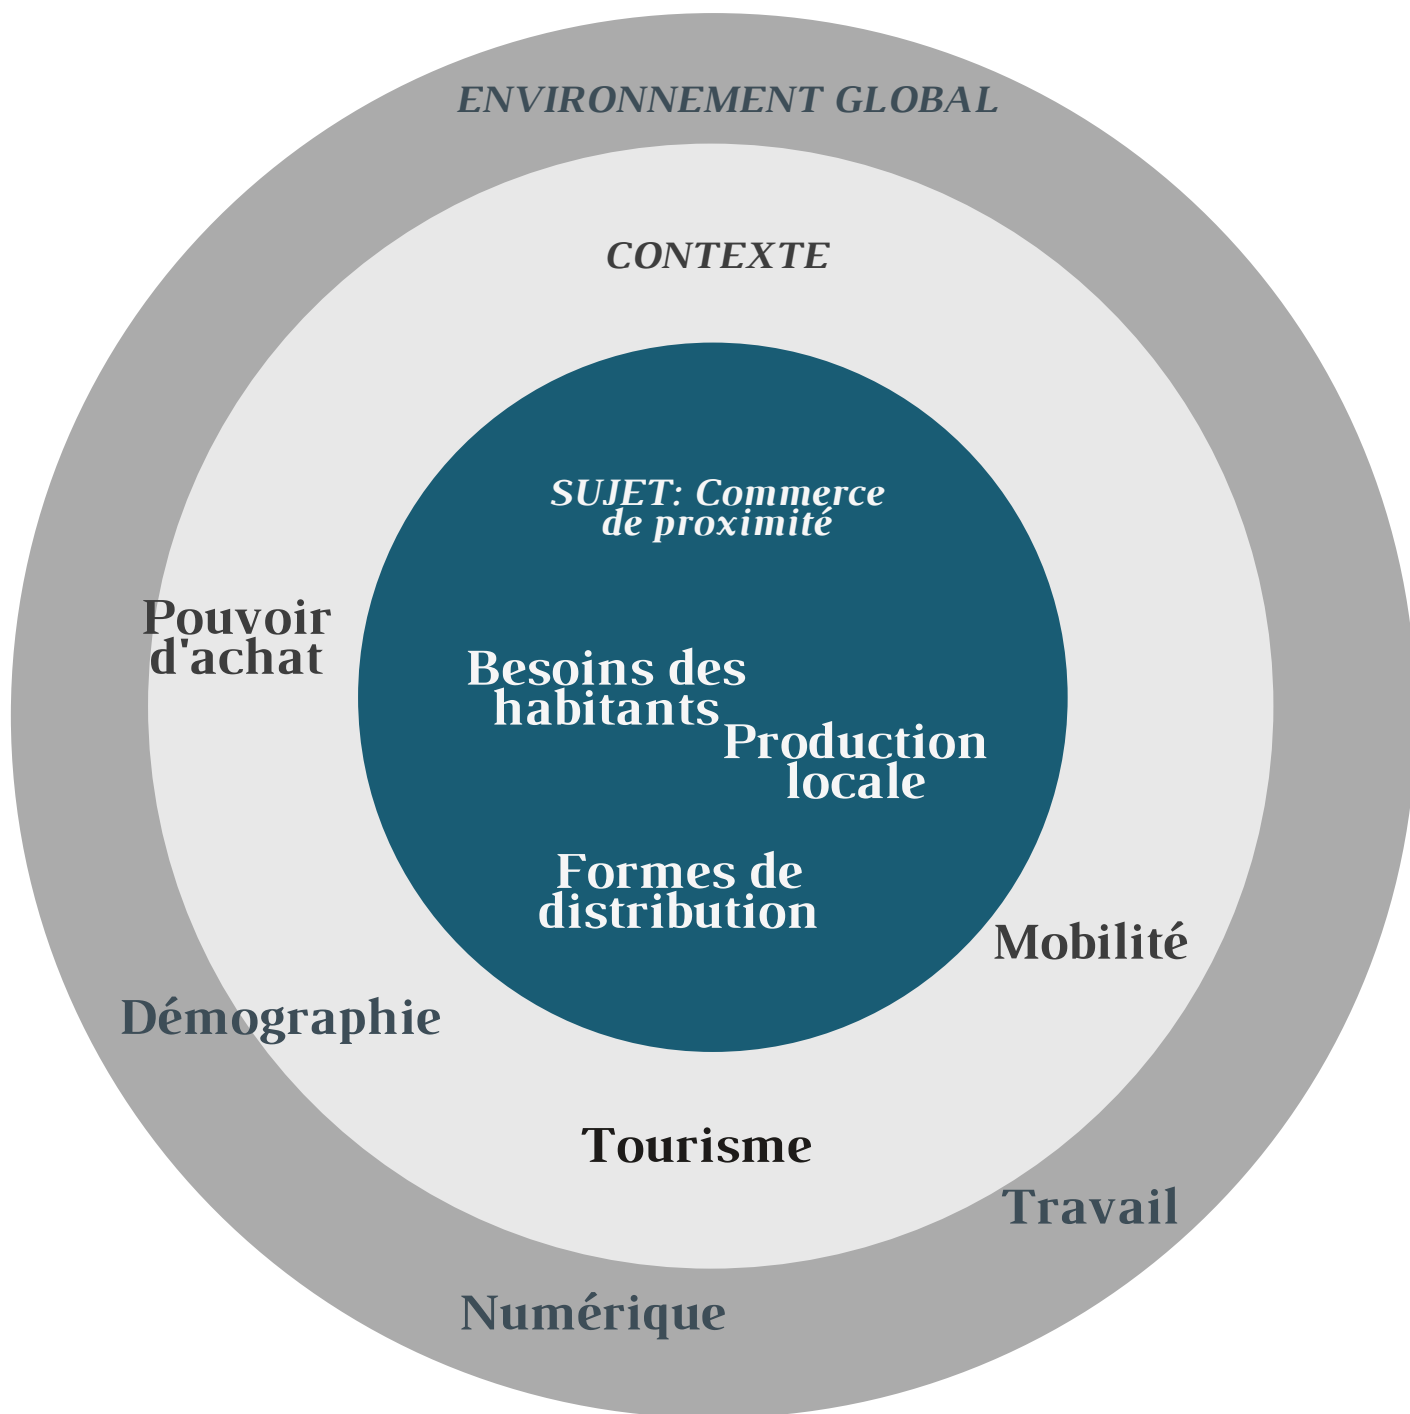 ENVIRONNEMENT GLOBAL
CONTEXTE
SUJET: Commerce
de proximité
Pouvoir
d'achat
Besoins des
habitants
Production
locale
Formes de
distribution
Mobilité
Démographie
Tourisme
Travail
Numérique